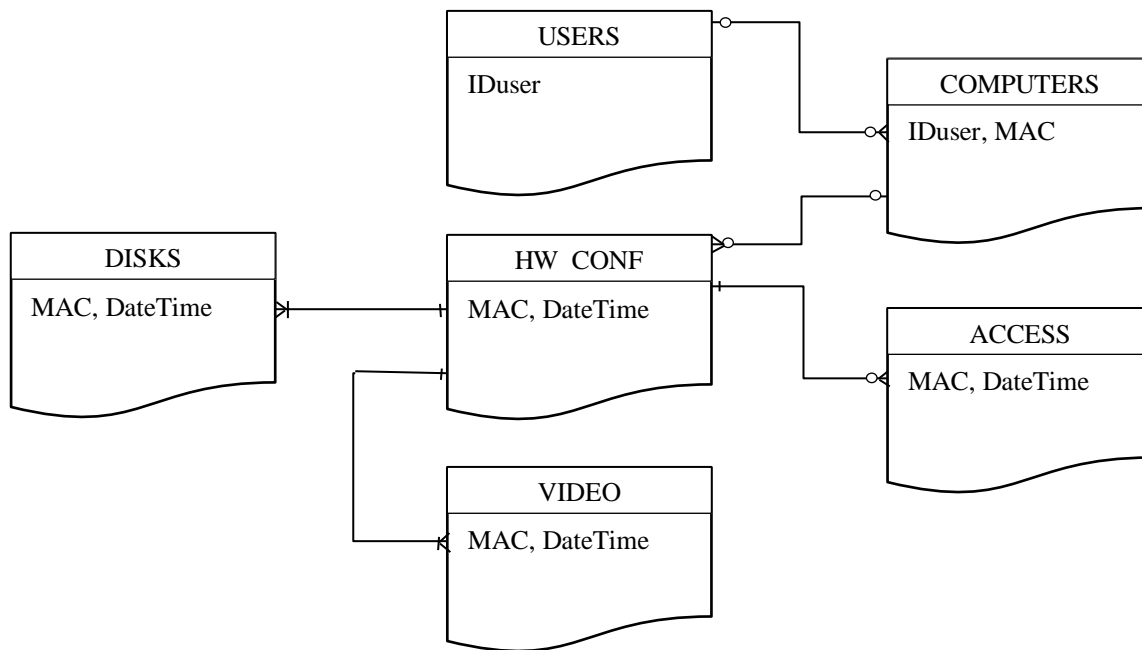 USERS
IDuser
COMPUTERS
IDuser, MAC
DISKS
MAC, DateTime
HW CONF
MAC, DateTime
ACCESS
MAC, DateTime
VIDEO
MAC, DateTime